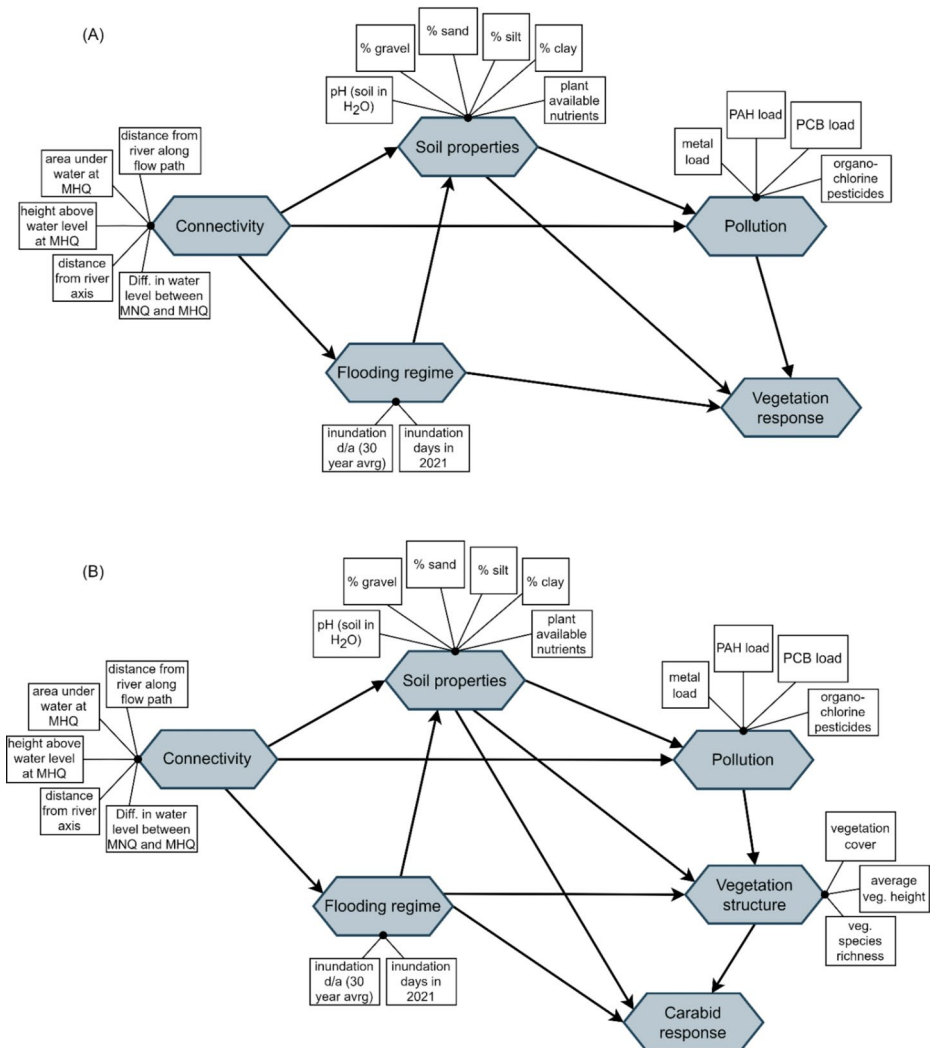 (A)
% gravel
% sand
% silt
% clay
pH (soil in
H2O)
plant
available
nutrients
Soil properties
metal
load
PAH load
PCB load
organo-
chlorine
pesticides
Pollution
distance from
river along
flow path
area under
water at
MHQ
height above
water level
at MHQ
distance
from river
axis
Diff. in water
level between
MNQ and MHQ
Connectivity
Flooding regime
inundation
d/a (30
year avrg)
inundation
days in
2021
Vegetation
response
(B)
% gravel
% sand
% silt
% clay
pH (soil in
H2O)
plant
available
nutrients
Soil properties
metal
load
PAH load
PCB load
organo-
chlorine
pesticides
Pollution
distance from
river along
flow path
area under
water at
MHQ
height above
water level
at MHQ
distance
from river
axis
Diff. in water
level between
MNQ and MHQ
Connectivity
Flooding regime
inundation
d/a (30
year avrg)
inundation
days in
2021
Vegetation
structure
vegetation
cover
average
veg. height
veg.
species
richness
Carabid
response